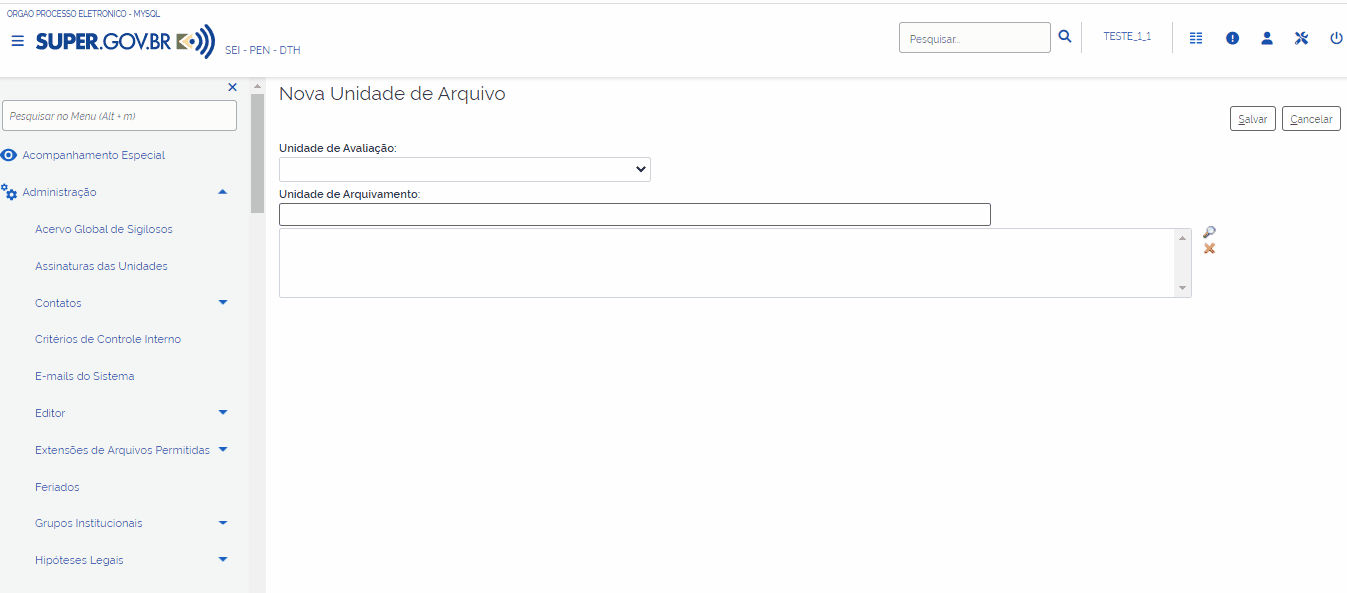 ORGAO PROCESSO ELETRONICO - MYSQL
SUPER.GOV.BR
SEI - PEN - DTH
Pesquisar..
TESTE_1_1
Pesquisar no Menu (Alt + m)
Acompanhamento Especial
Administração
Acervo Global de Sigilosos
Assinaturas das Unidades
Contatos
Critérios de Controle Interno
E-mails do Sistema
Editor
Extensões de Arquivos Permitidas
Feriados
Grupos Institucionais
Hipóteses Legais
Nova Unidade de Arquivo
Salvar
Cancelar
Unidade de Avaliação:
Unidade de Arquivamento: